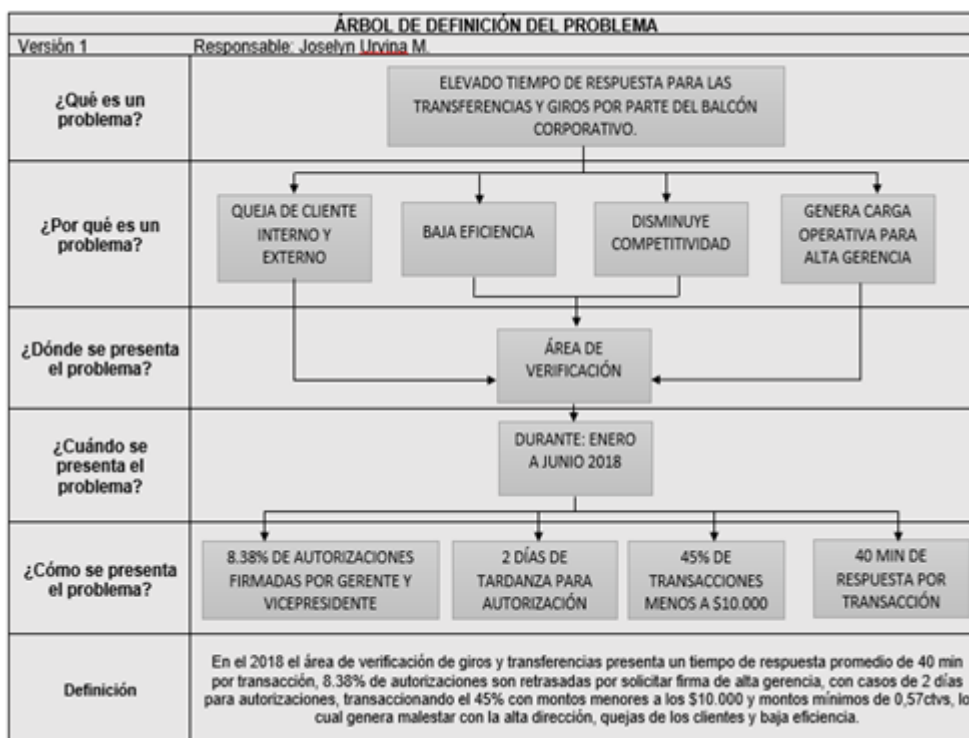 ÁRBOL DE DEFINICIÓN DEL PROBLEMA
Versión 1 Responsable: Joselyn Urvina M.
¿Qué es un
problema?
ELEVADO TIEMPO DE RESPUESTA PARA LAS
TRANSFERENCIAS Y GIROS POR PARTE DEL BALCÓN
CORPORATIVO.
¿Por qué es un
problema?
QUEJA DE CLIENTE
INTERNO Y
EXTERNO
BAJA EFICIENCIA
DISMINUYE
COMPETITIVIDAD
GENERA CARGA
OPERATIVA PARA
ALTA GERENCIA
¿Dónde se presenta
el problema?
ÁREA DE
VERIFICACIÓN
¿Cuándo se
presenta el
problema?
DURANTE: ENERO
A JUNIO 2018
¿Cómo se presenta
el problema?
8.38% DE AUTORIZACIONES
FIRMADAS POR GERENTE Y
VICEPRESIDENTE
2 DÍAS DE
TARDANZA PARA
AUTORIZACIÓN
45% DE
TRANSACCIONES
MENOS A $10.000
40 MIN DE
RESPUESTA POR
TRANSACCIÓN
Definición
En el 2018 el área de verificación de giros y transferencias presenta un tiempo de respuesta promedio de 40 min
por transacción, 8.38% de autorizaciones son retrasadas por solicitar firma de alta gerencia, con casos de 2 días
para autorizaciones, transaccionando el 45% con montos menores a los $10.000 y montos mínimos de 0,57ctvs, lo
cual genera malestar con la alta dirección, quejas de los clientes y baja eficiencia.